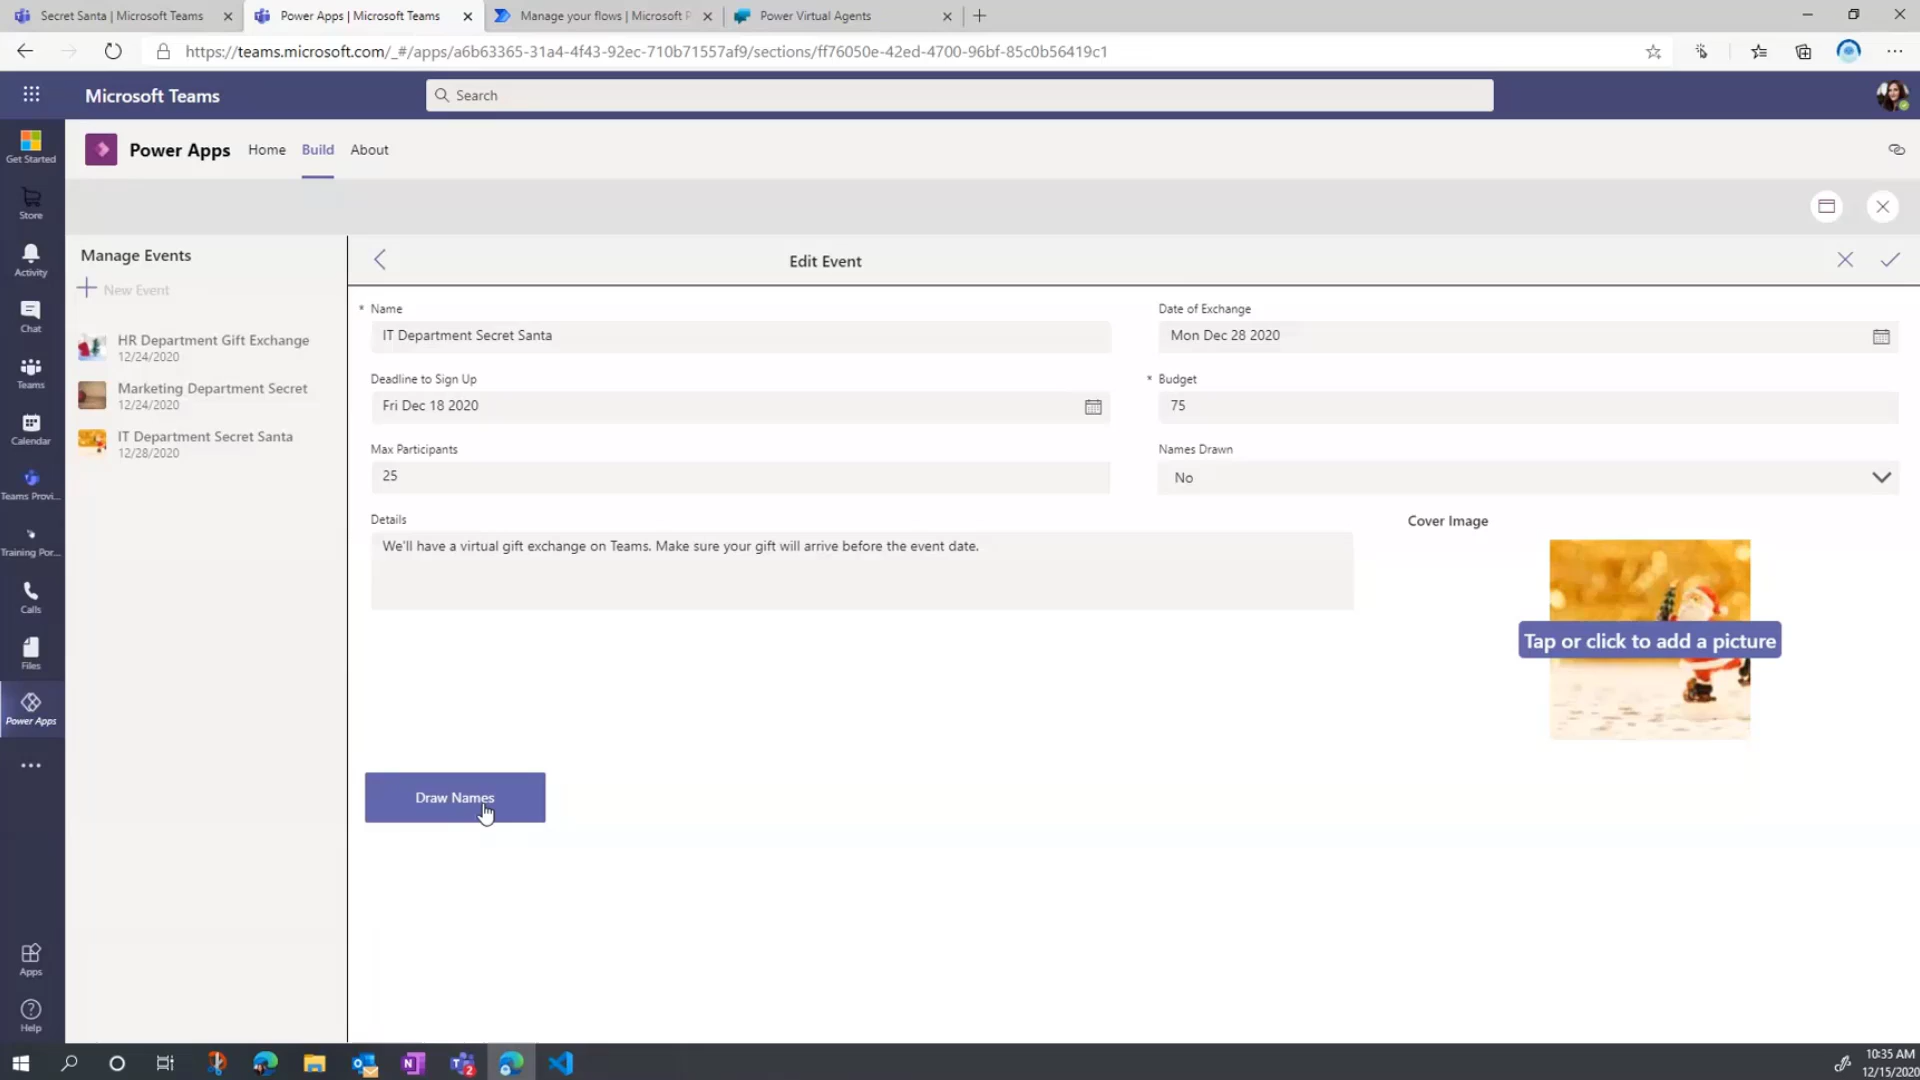 Secret Santa | Microsoft Teams
Power Apps | Microsoft Teams
Manage your flows | Microsoft P
Power Virtual Agents
https://teams.microsoft.com/_#/apps/a6b63365-31a4-4f43-92ec-710b71557af9/sections/ff76050e-42ed-4700-96bf-85c0b56419c1
Microsoft Teams
Search
Power Apps
Home
Build
About
Get Started
Store
Activity
Chat
Teams
Calendar
Teams Provi...
Training Por...
Calls
Files
Power Apps
Apps
Help
Manage Events
New Event
HR Department Gift Exchange
12/24/2020
Marketing Department Secret
12/24/2020
IT Department Secret Santa
12/28/2020
Edit Event
* Name
IT Department Secret Santa
Date of Exchange
Mon Dec 28 2020
Deadline to Sign Up
Fri Dec 18 2020
* Budget
75
Max Participants
25
Names Drawn
No
Details
We'll have a virtual gift exchange on Teams. Make sure your gift will arrive before the event date.
Cover Image
Tap or click to add a picture
Draw Names
10:35 AM
12/15/2020